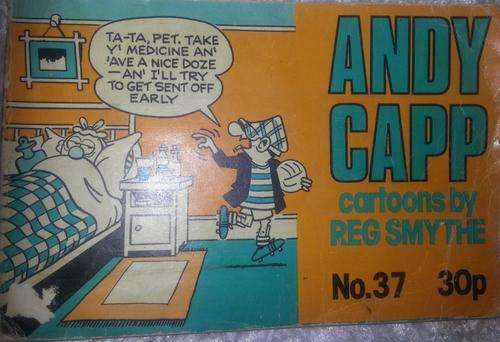 TA-TA, PET. TAKE
Y' MEDICINE AN'
'AVE A NICE DOZE
— AN' I'LL TRY
TO GET SENT OFF
EARLY
ANDY
CAPP
cartoons by
REG SMYTHE
No.37 30p